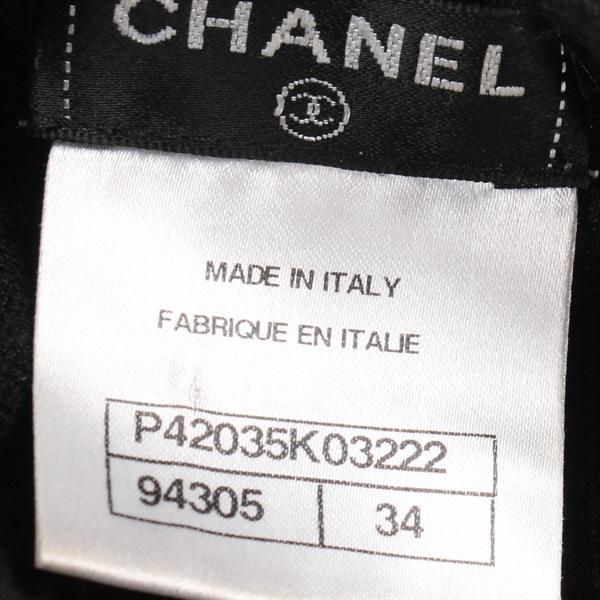 CHANEL
MADE IN ITALY
FABRIQUE EN ITALIE
P42035K03222
94305 34